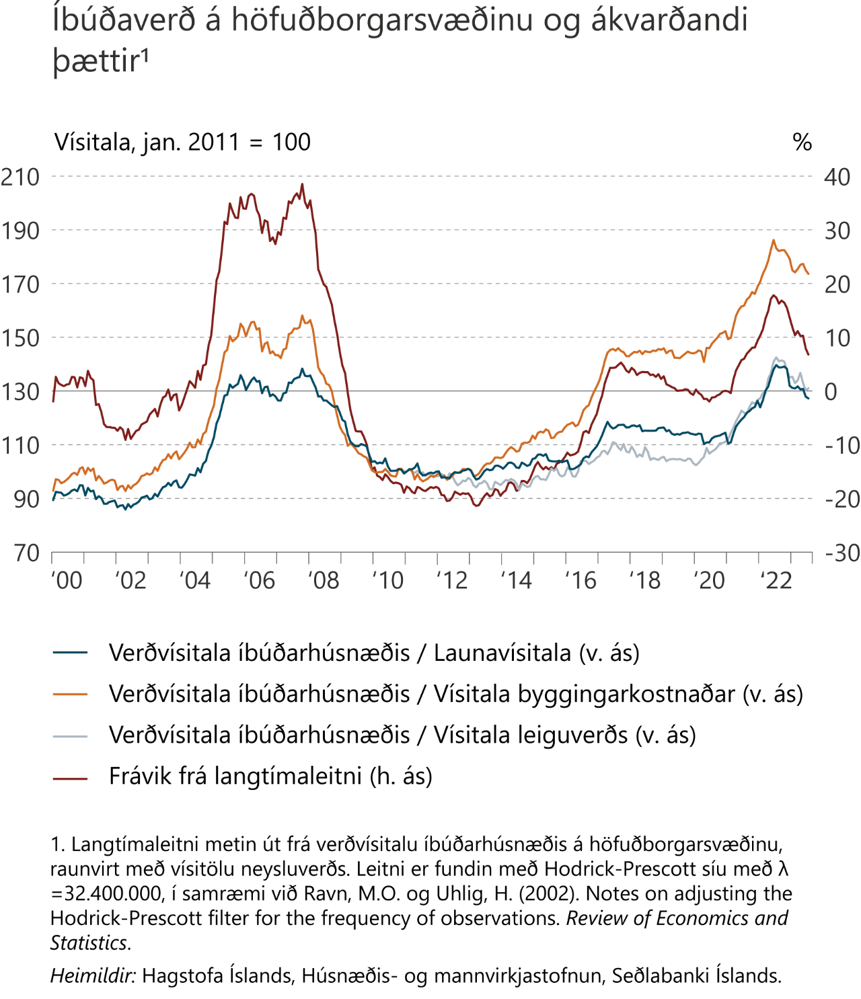 Íbúðaverð á höfuðborgarsvæðinu og ákvarðandi
þættir¹
Vísitala, jan. 2011 = 100
%
210
190
170
150
130
110
90
70
40
30
20
10
0
-10
-20
-30
‘00
‘02
‘04
‘06
‘08
‘10
‘12
‘14
‘16
‘18
‘20
‘22
Verðvísitala íbúðarhúsnæðis / Launavísitala (v. ás)
Verðvísitala íbúðarhúsnæðis / Vísitala byggingarkostnaðar (v. ás)
Verðvísitala íbúðarhúsnæðis / Vísitala leiguverðs (v. ás)
Frávik frá langtímaleitni (h. ás)
1. Langtímaleitni metin út frá verðvísitalu íbúðarhúsnæðis á höfuðborgarsvæðinu,
raunvirt með vísitölu neysluverðs. Leitni er fundin með Hodrick-Prescott síu með λ
=32.400.000, í samræmi við Ravn, M.O. og Uhlig, H. (2002). Notes on adjusting the
Hodrick-Prescott filter for the frequency of observations. Review of Economics and
Statistics.
Heimildir: Hagstofa Íslands, Húsnæðis- og mannvirkjastofnun, Seðlabanki Íslands.